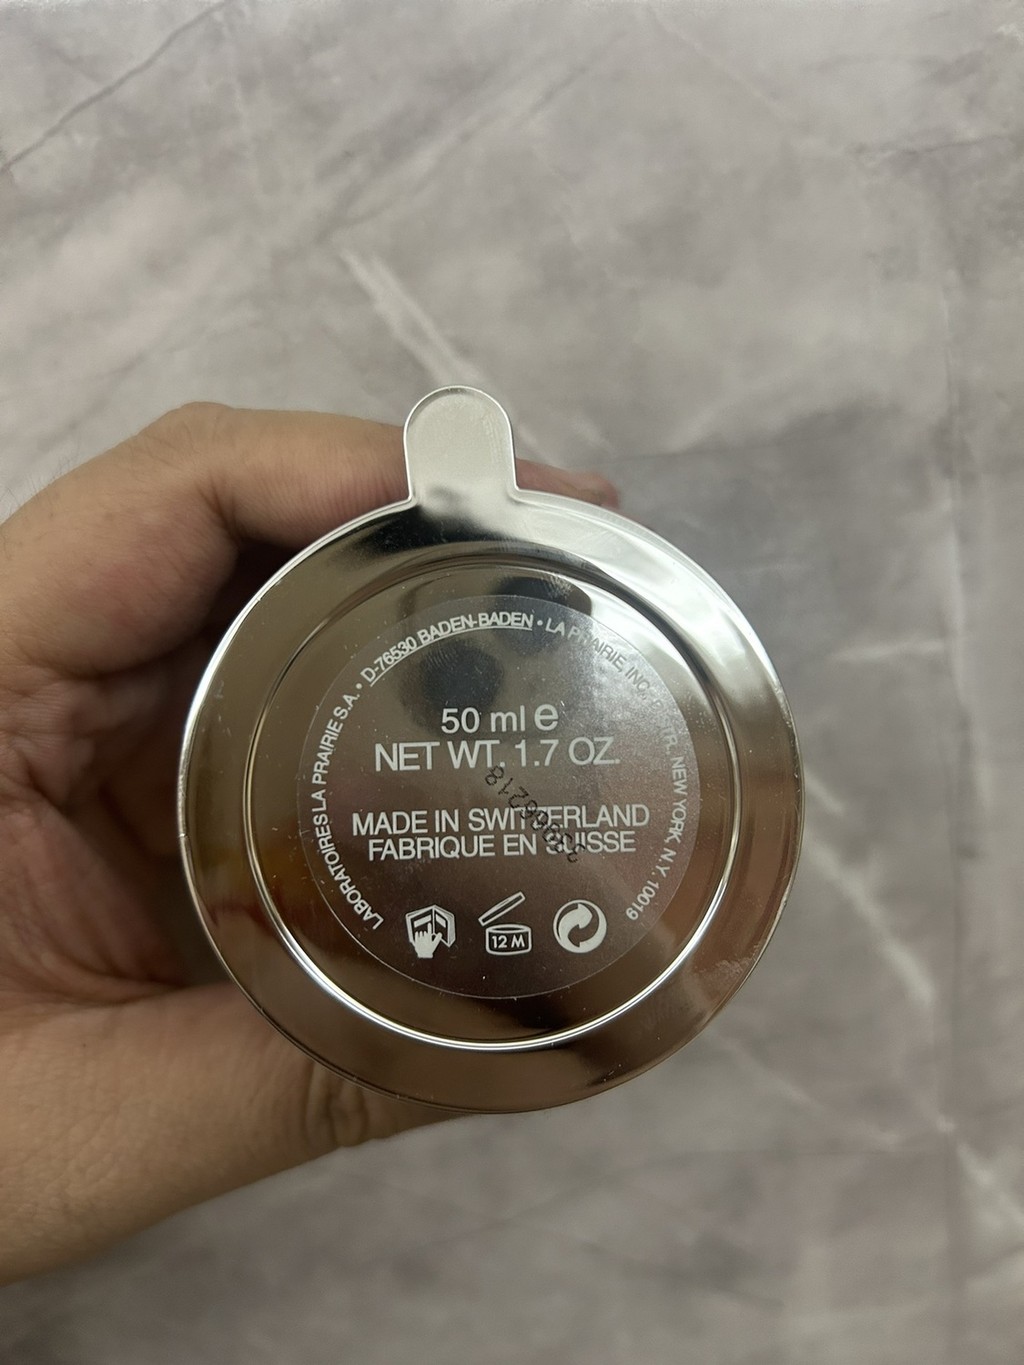 LABORATOIRES LA PRAIRIE S.A. • D-76530 BADEN-BADEN • LA PRAIRIE, INC., NEW YORK, N.Y. 10019
50 ml e
NET WT. 1.7 OZ.
MADE IN SWITZERLAND
FABRIQUE EN SUISSE
12 M